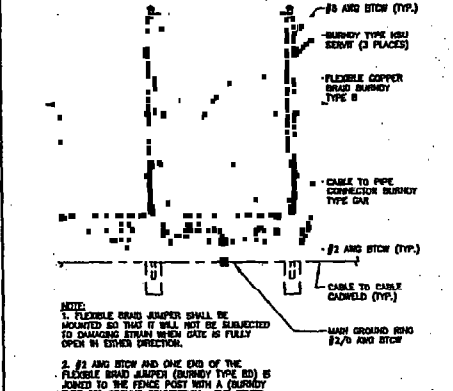 #6 AWG BTCW (TYP.)
BURNDY TYPE KSU
SERVIT (3 PLACES)
FLEXIBLE COPPER
BRAID BURNDY
TYPE B
CABLE TO PIPE
CONNECTOR BURNDY
TYPE GAR
#2 AWG BTCW (TYP.)
CABLE TO CABLE
CADWELD (TYP.)
MAIN GROUND RING
#2/0 AWG BTCW
NOTE:
1. FLEXIBLE BRAID JUMPER SHALL BE
MOUNTED SO THAT IT WILL NOT BE SUBJECTED
TO DAMAGING STRAIN WHEN GATE IS FULLY
OPEN IN EITHER DIRECTION.
2. #2 AWG BTCW AND ONE END OF THE
FLEXIBLE BRAID JUMPER (BURNDY TYPE BD) IS
JOINED TO THE FENCE POST WITH A (BURNDY